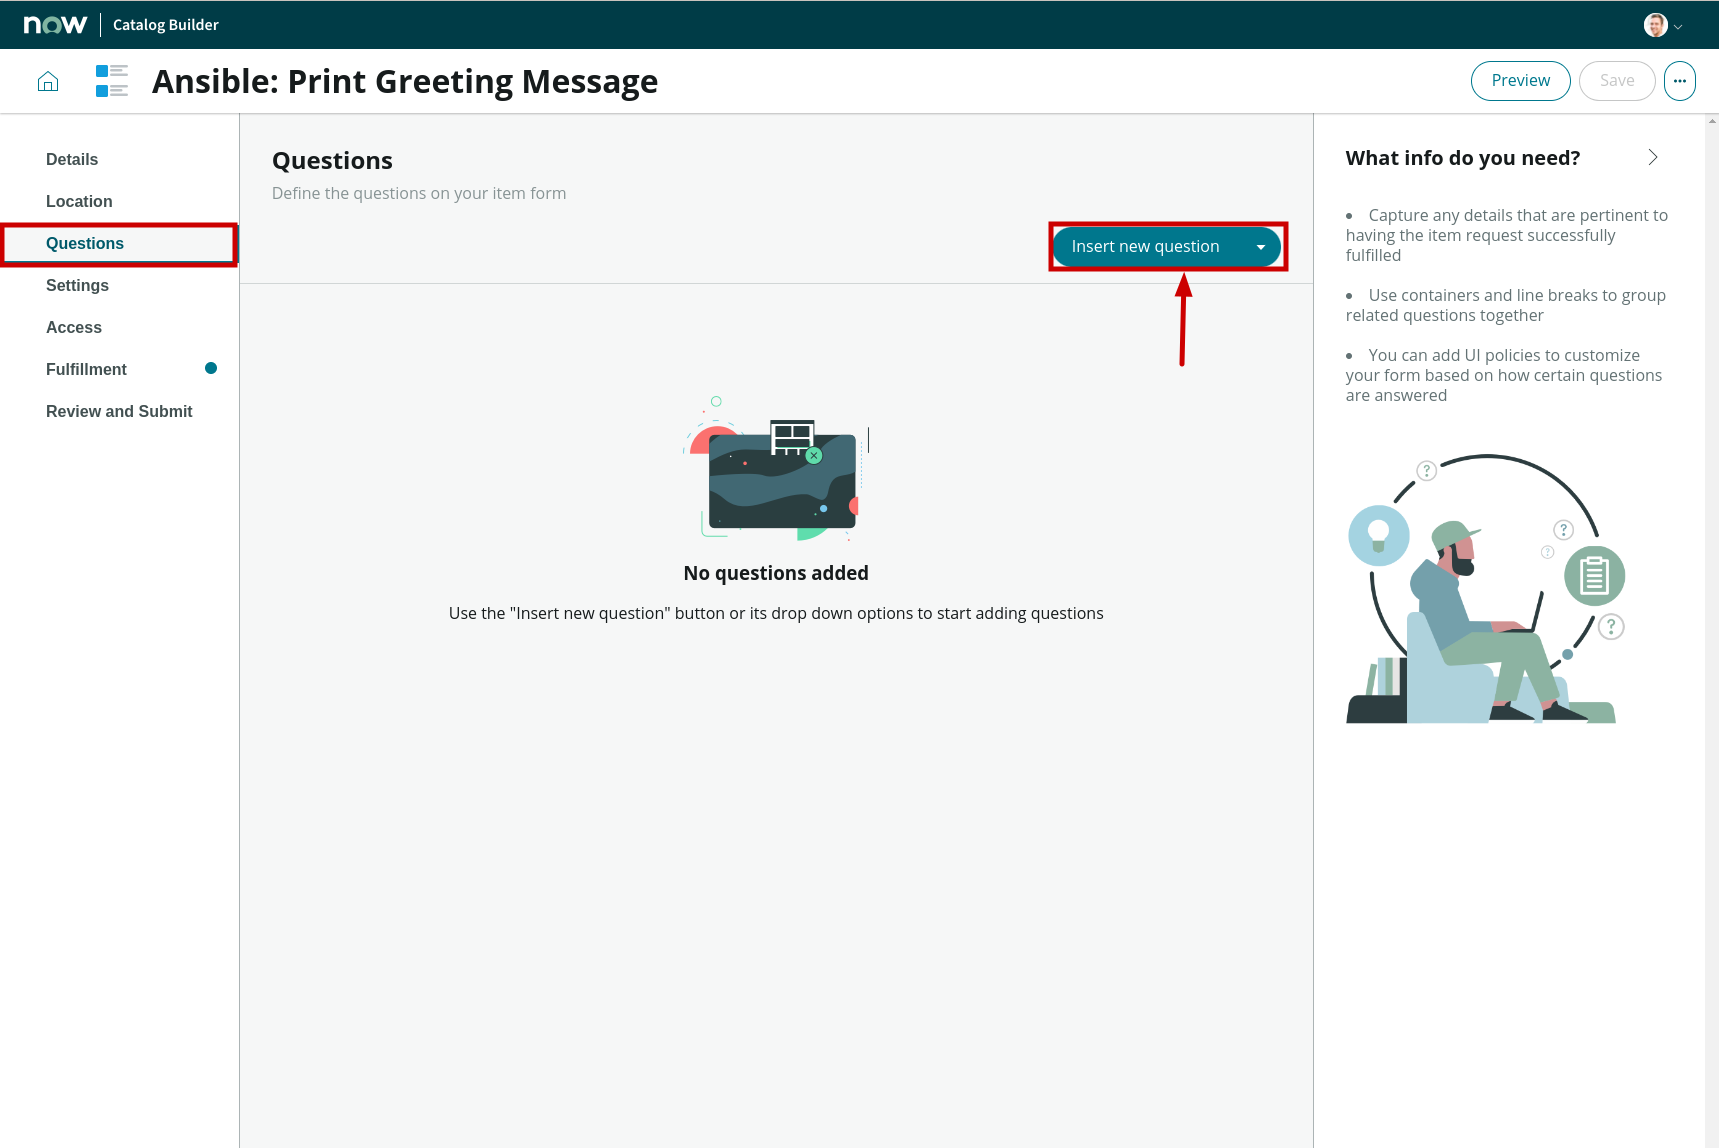 now Catalog Builder
Ansible: Print Greeting Message
Preview
Save
Details
Location
Questions
Settings
Access
Fulfillment
Review and Submit
Questions
Define the questions on your item form
Insert new question
No questions added
Use the "Insert new question" button or its drop down options to start adding questions
What info do you need?
• Capture any details that are pertinent to
having the item request successfully
fulfilled
• Use containers and line breaks to group
related questions together
• You can add UI policies to customize
your form based on how certain questions
are answered
?
?
?
?